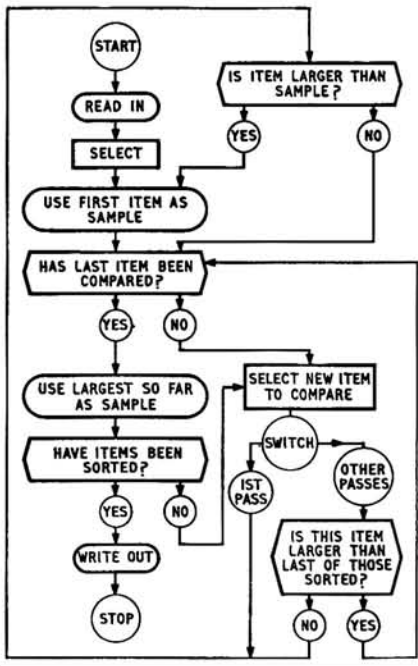 START
READ IN
SELECT
USE FIRST ITEM AS
SAMPLE
IS ITEM LARGER THAN
SAMPLE?
YES
NO
HAS LAST ITEM BEEN
COMPARED?
YES
NO
USE LARGEST SO FAR
AS SAMPLE
HAVE ITEMS BEEN
SORTED?
YES
NO
WRITE OUT
STOP
SELECT NEW ITEM
TO COMPARE
SWITCH
1ST
PASS
OTHER
PASSES
IS THIS ITEM
LARGER THAN
LAST OF THOSE
SORTED?
NO
YES